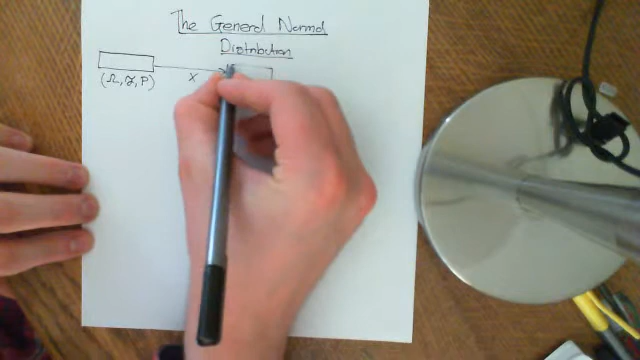 The General Normal
Distribution
X
(Ω, F, P)